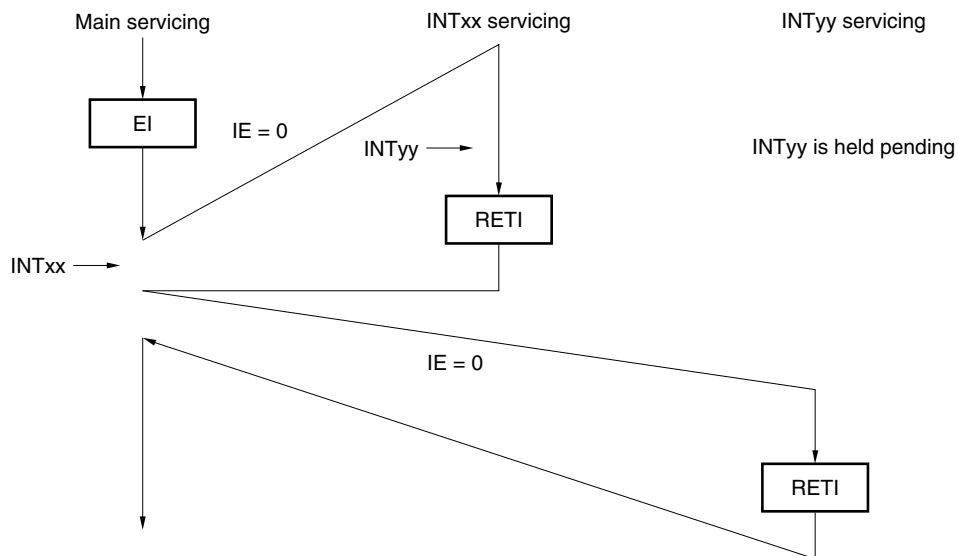 Main servicing
INTxx servicing
INTyy servicing
EI
IE = 0
INTyy
INTyy is held pending
RETI
INTxx
IE = 0
RETI